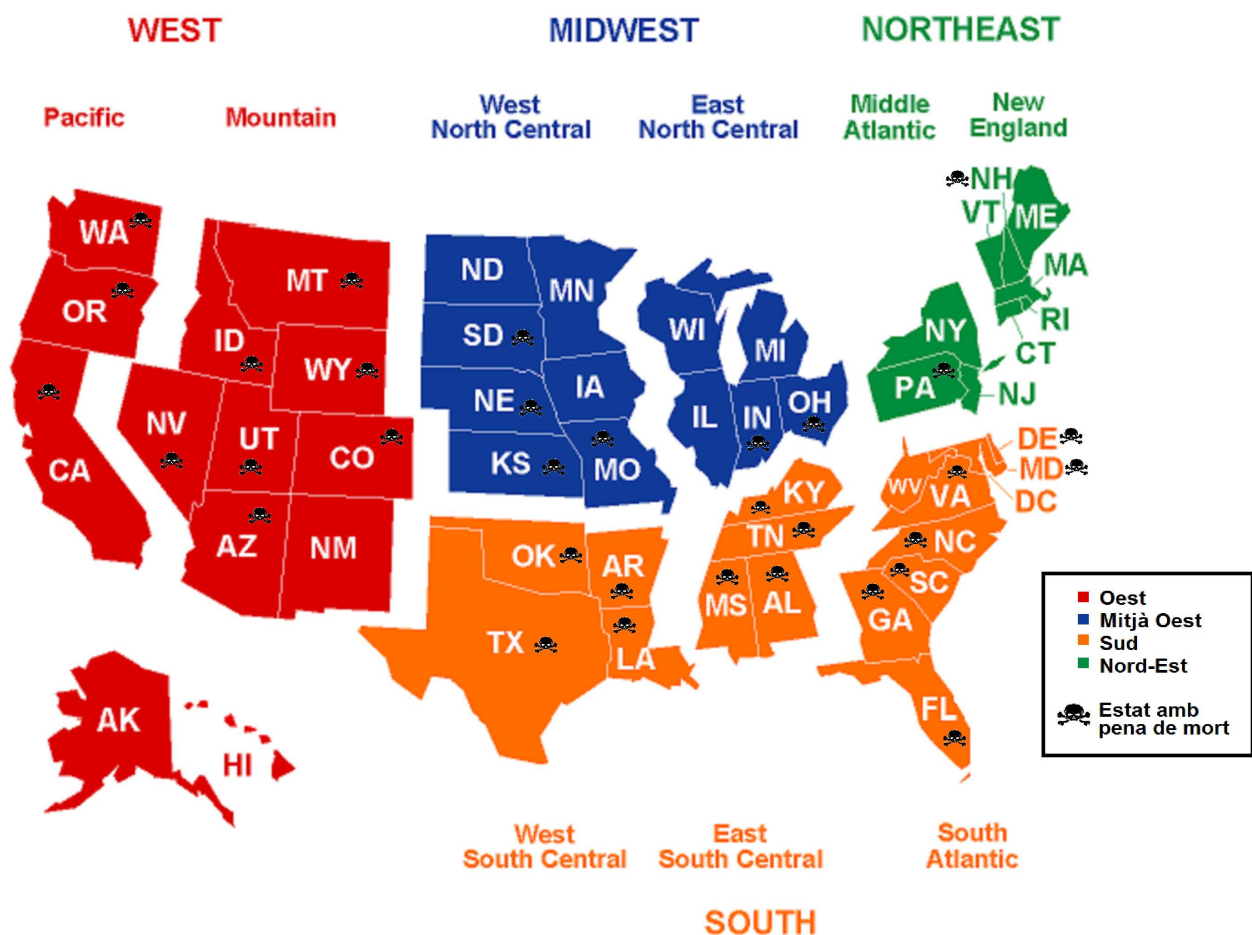 WEST
MIDWEST
NORTHEAST
Pacific
Mountain
West
North Central
East
North Central
Middle
Atlantic
New
England
NH
VT
ME
WA
MT
ND
MN
MA
OR
ID
SD
WI
NY
RI
WY
MI
CT
NE
IA
PA
NJ
NV
UT
CO
IL
IN
OH
CA
KS
MO
DE
MD
KY
WV
VA
DC
AZ
NM
OK
AR
TN
NC
SC
MS
AL
GA
TX
LA
FL
AK
HI
Oest
Mitjà Oest
Sud
Nord-Est
Estat amb
pena de mort
West
South Central
East
South Central
South
Atlantic
SOUTH